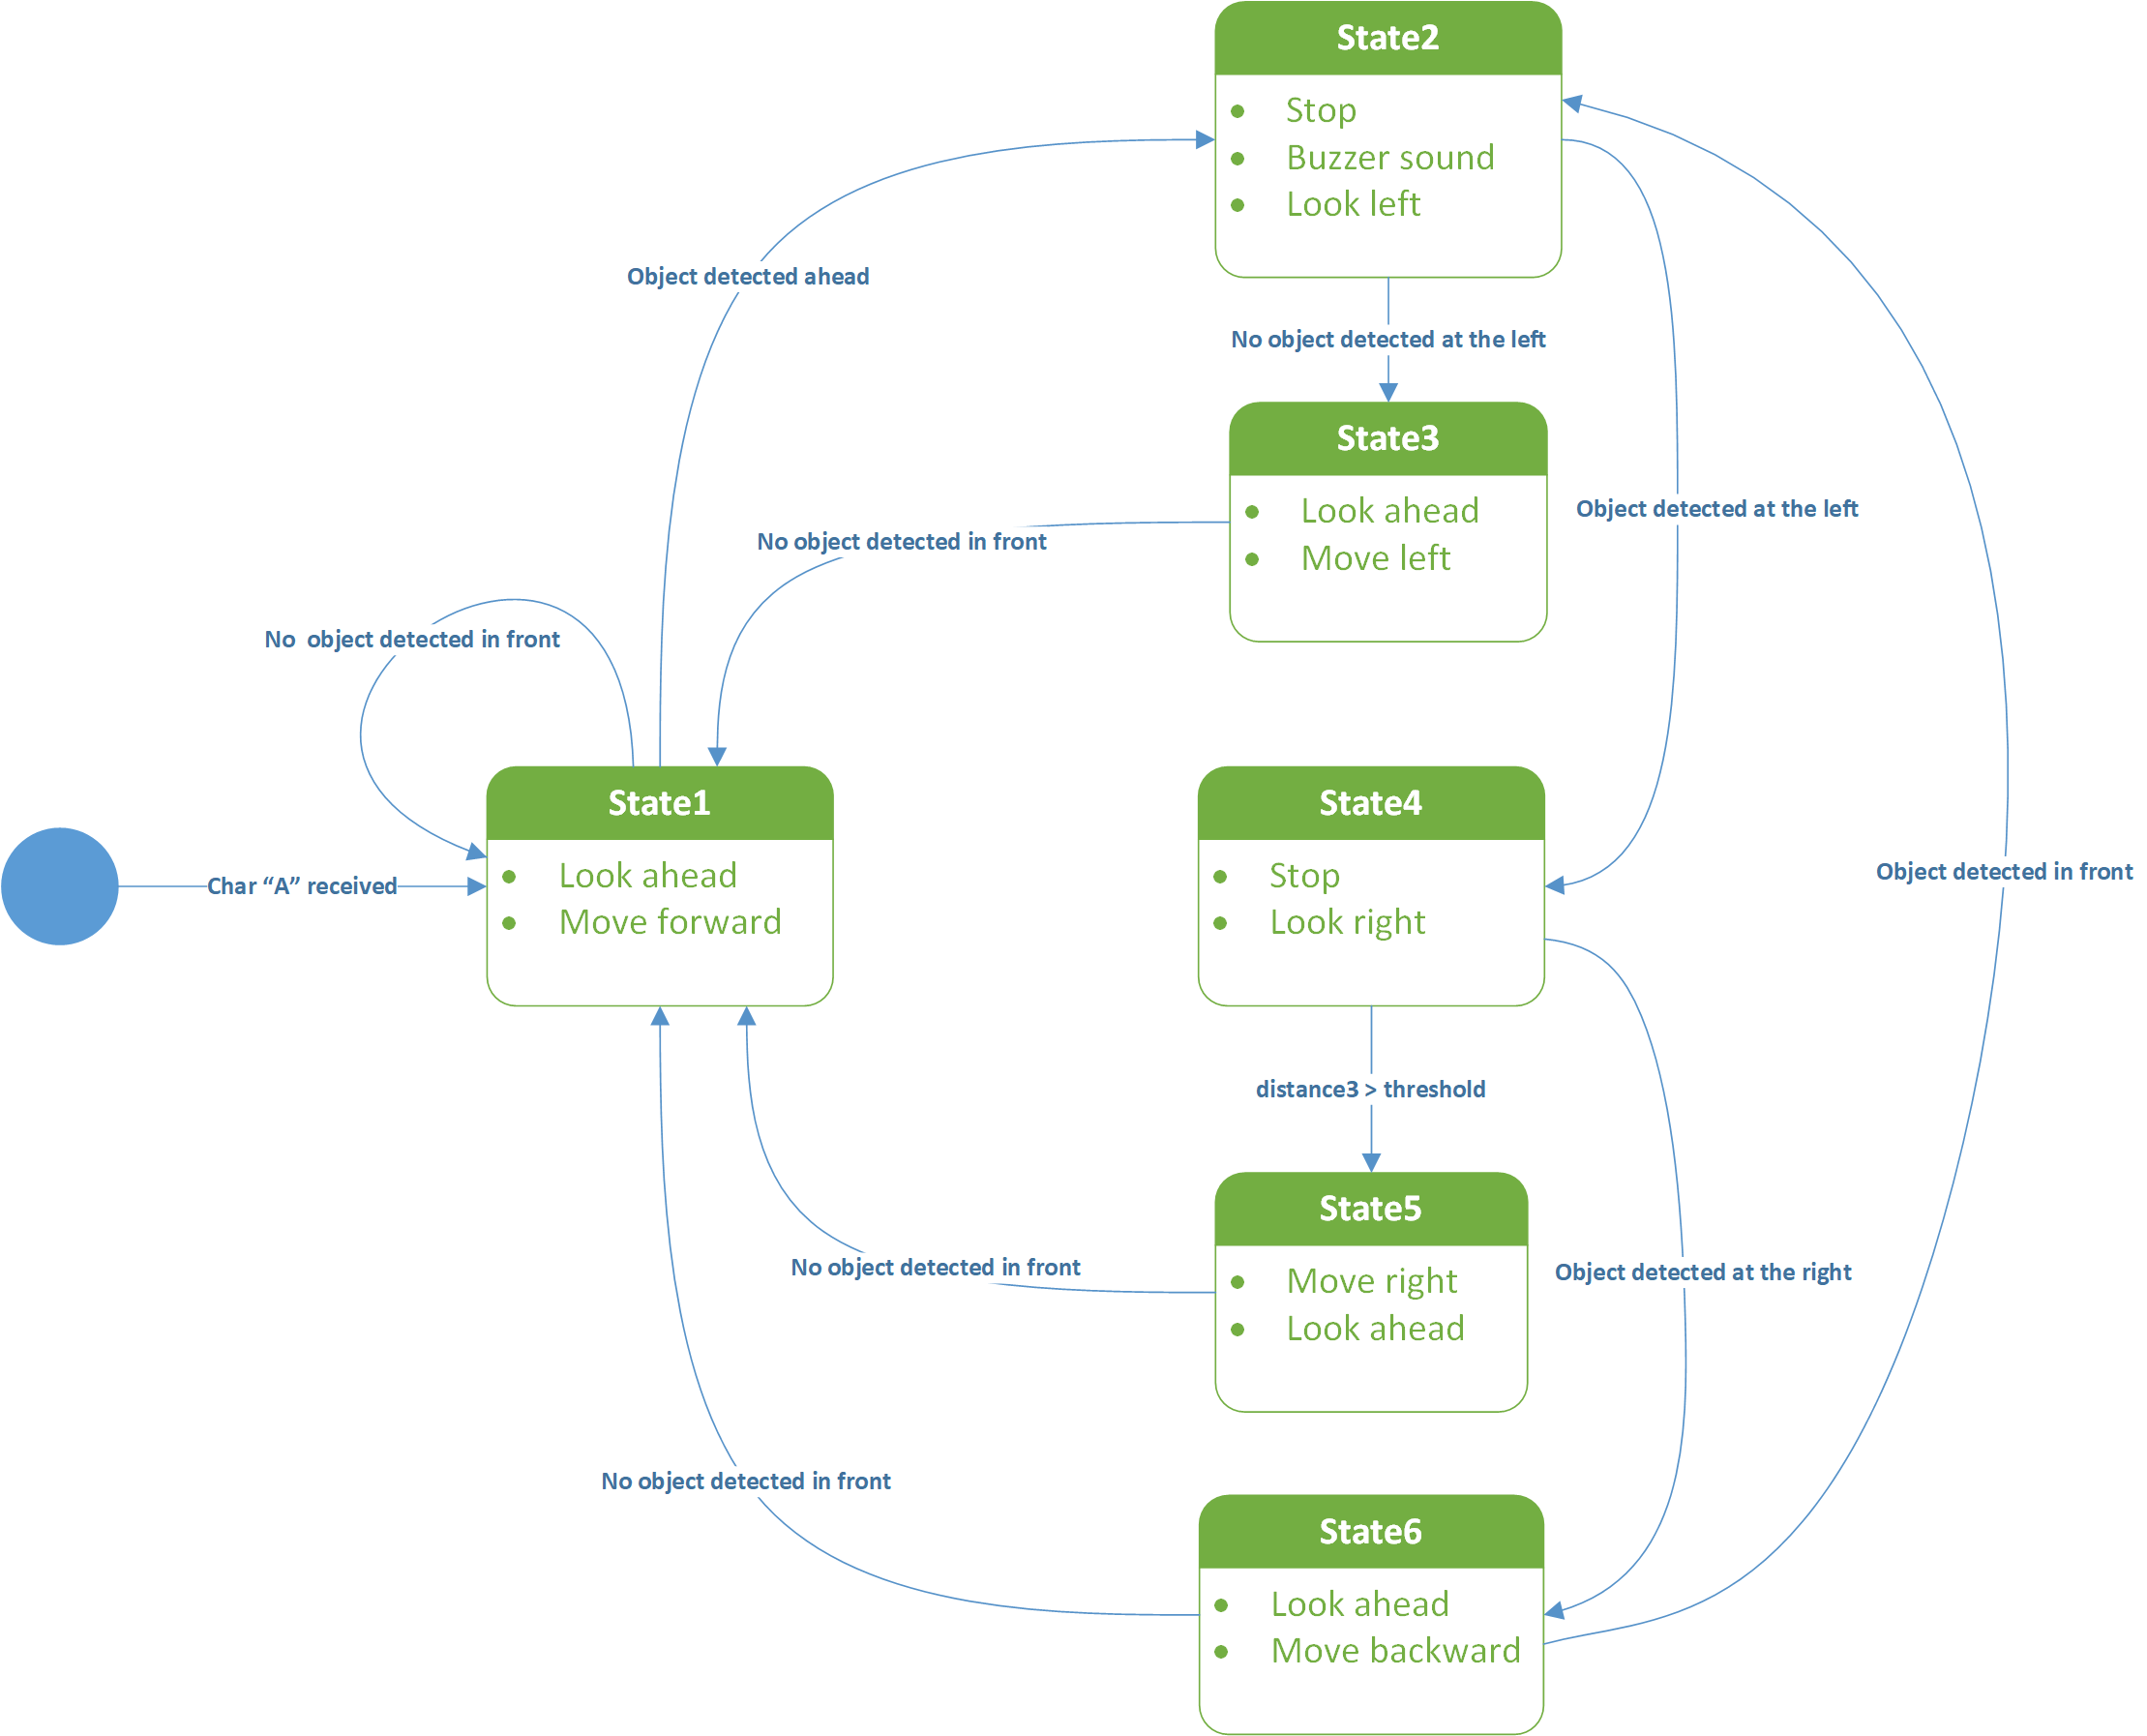 State2
• Stop
• Buzzer sound
• Look left
Object detected ahead
No object detected at the left
State3
• Look ahead
• Move left
Object detected at the left
No object detected in front
No  object detected in front
State1
• Look ahead
• Move forward
Char “A” received
State4
• Stop
• Look right
Object detected in front
distance3 > threshold
State5
• Move right
• Look ahead
No object detected in front
Object detected at the right
No object detected in front
State6
• Look ahead
• Move backward